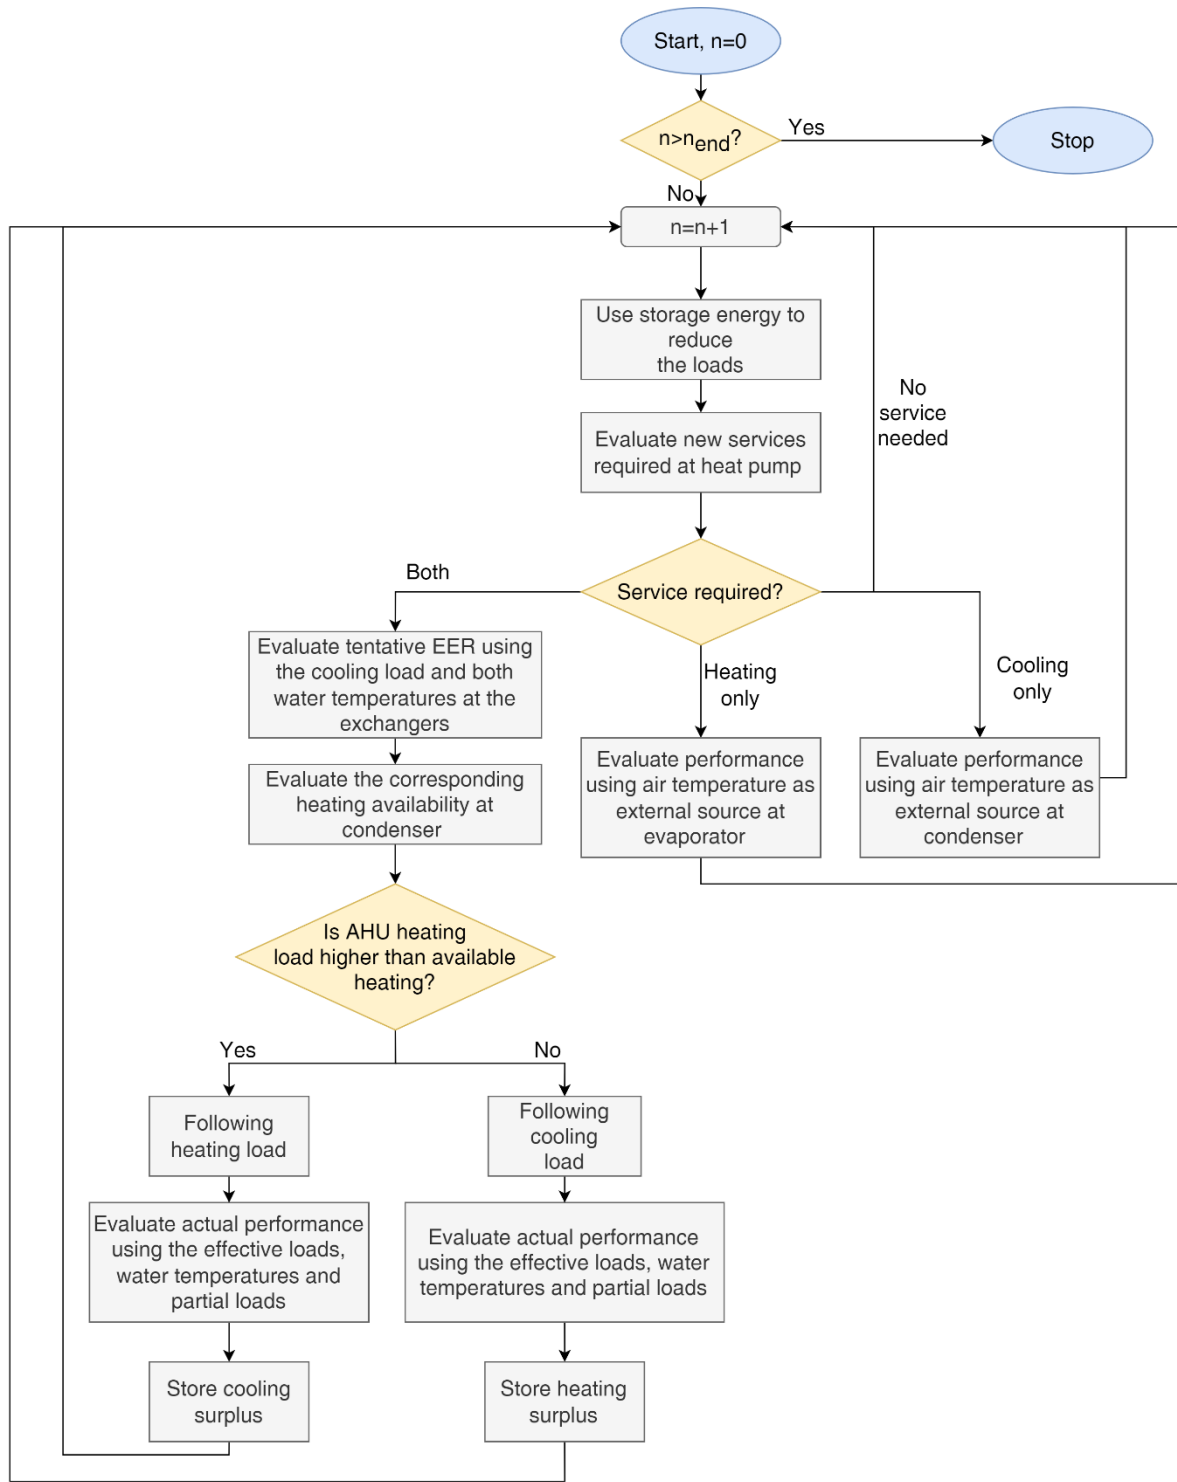 Start, n=0
n>nend?
Yes
Stop
No
n=n+1
Use storage energy to
reduce
the loads
No
service
needed
Evaluate new services
required at heat pump
Both
Service required?
Evaluate tentative EER using
the cooling load and both
water temperatures at the
exchangers
Heating
only
Cooling
only
Evaluate the corresponding
heating availability at
condenser
Evaluate performance
using air temperature as
external source at
evaporator
Evaluate performance
using air temperature as
external source at
condenser
Is AHU heating
load higher than available
heating?
Yes
No
Following
heating load
Following
cooling
load
Evaluate actual performance
using the effective loads,
water temperatures and
partial loads
Evaluate actual performance
using the effective loads, water
temperatures and partial loads
Store cooling
surplus
Store heating
surplus